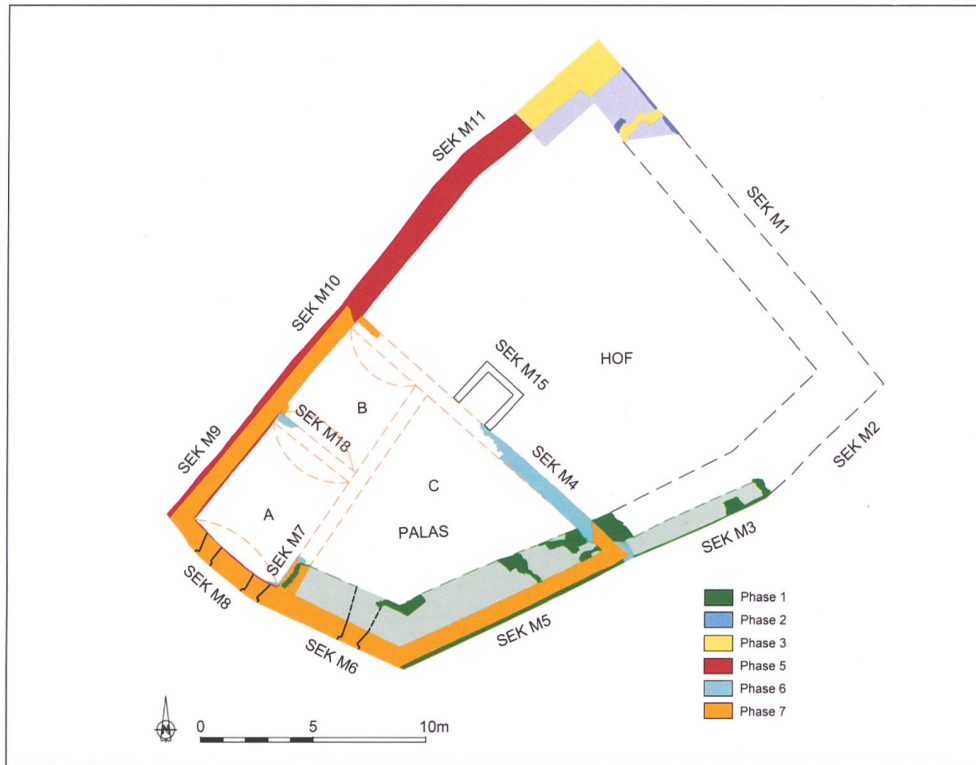 SEK M11
SEK M1
SEK M10
SEK M15
HOF
B
SEK M18
SEK M9
SEK M4
SEK M2
C
A
PALAS
SEK M7
SEK M3
SEK M8
SEK M5
SEK M6
Phase 1
Phase 2
Phase 3
Phase 5
Phase 6
Phase 7
N
0 5 10m